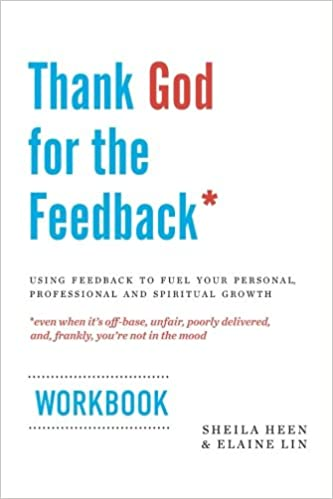 Thank God
for the
Feedback*
USING FEEDBACK TO FUEL YOUR PERSONAL,
PROFESSIONAL AND SPIRITUAL GROWTH
*even when it's off-base, unfair, poorly delivered,
and, frankly, you're not in the mood
WORKBOOK
SHEILA HEEN
& ELAINE LIN